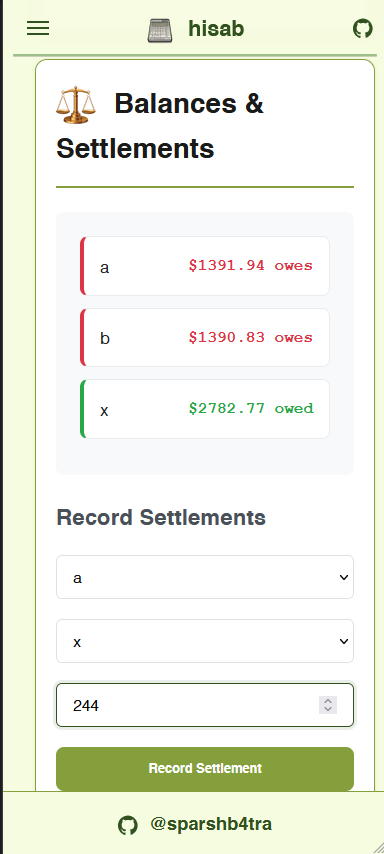 hisab
Balances &
Settlements
a $1391.94 owes
b $1390.83 owes
x $2782.77 owed
Record Settlements
a
x
244
Record Settlement
@sparshb4tra